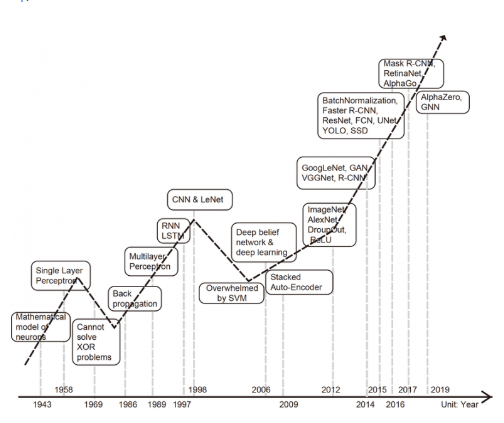 Mask R-CNN,
RetinaNet
AlphaGo
AlphaZero,
GNN
BatchNormalization,
Faster R-CNN,
ResNet, FCN, UNet
YOLO, SSD
GoogLeNet, GAN
VGGNet, R-CNN
CNN & LeNet
ImageNet
AlexNet
DroupOut,
ReLU
RNN
LSTM
Deep belief
network &
deep learning
Multilayer
Perceptron
Single Layer
Perceptron
Stacked
Auto-Encoder
Overwhelmed
by SVM
Back
propagation
Mathematical
model of
neurons
Cannot
solve
XOR
problems
1958 1998 2006 2012 2015 2017 2019
1943 1969 1986 1989 1997 2009 2014 2016 Unit: Year